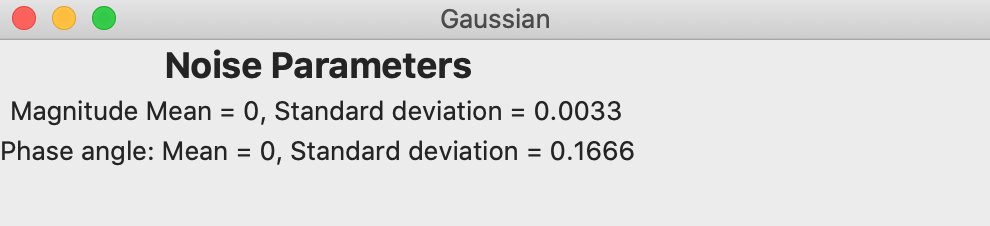 Gaussian
Noise Parameters
Magnitude Mean = 0, Standard deviation = 0.0033
Phase angle: Mean = 0, Standard deviation = 0.1666